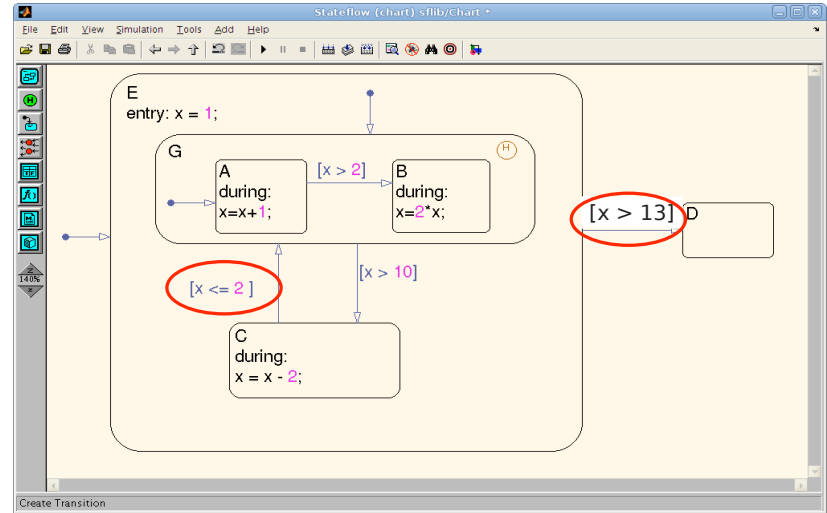 Stateflow (chart) sflib/Chart *
File Edit View Simulation Tools Add Help
E
entry: x = 1;
H
G
A
during:
x=x+1;
[x > 2]
B
during:
x=2*x;
[x > 13]
D
[x <= 2 ]
[x > 10]
C
during:
x = x - 2;
140%
Create Transition